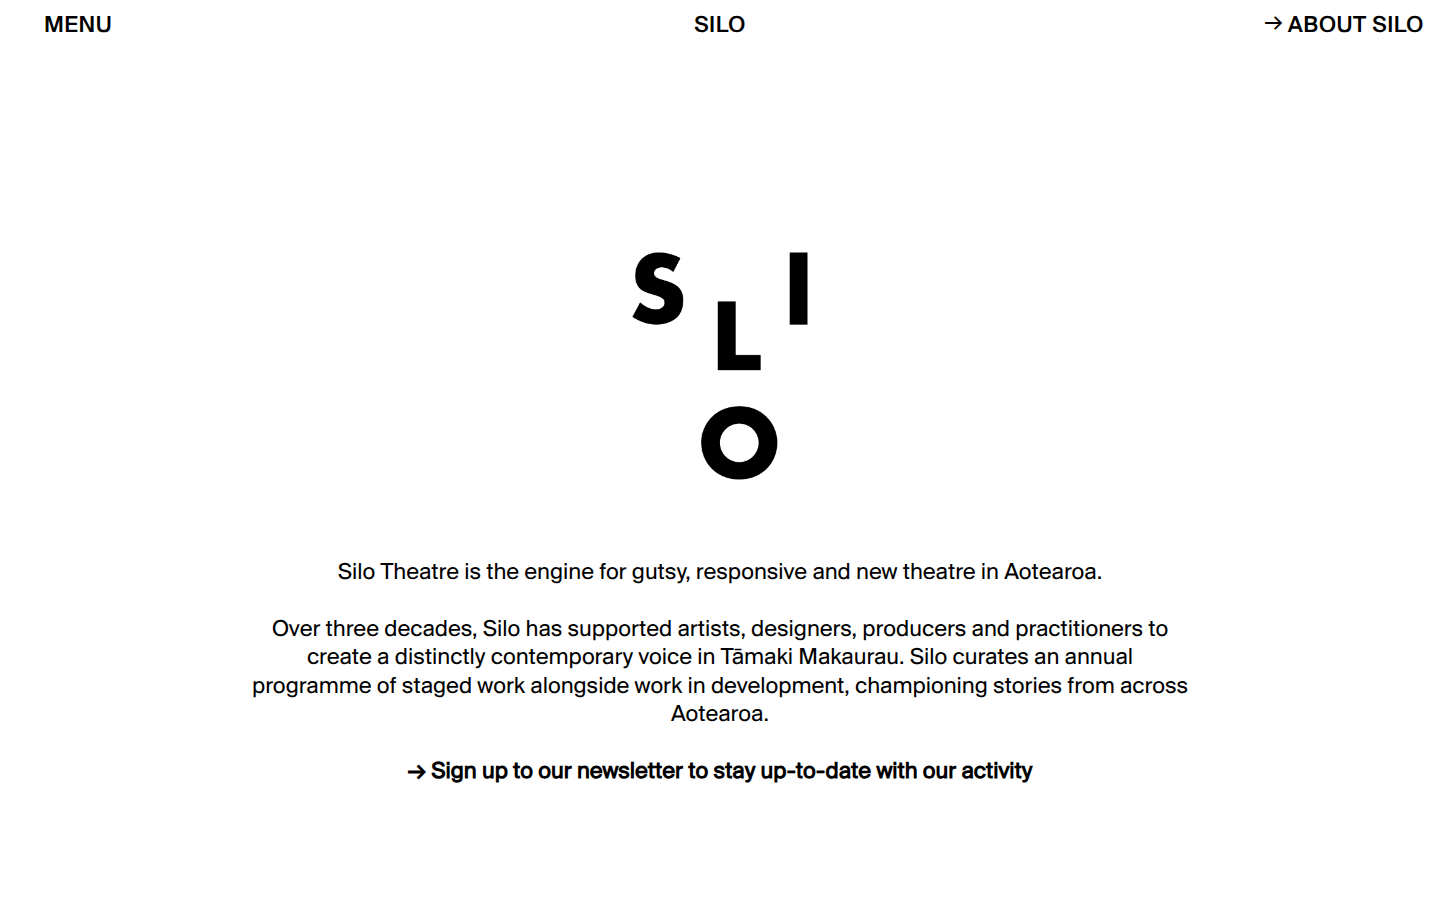 MENU
SILO
→ ABOUT SILO
S I
L
O
Silo Theatre is the engine for gutsy, responsive and new theatre in Aotearoa.
Over three decades, Silo has supported artists, designers, producers and practitioners to
create a distinctly contemporary voice in Tāmaki Makaurau. Silo curates an annual
programme of staged work alongside work in development, championing stories from across
Aotearoa.
→ Sign up to our newsletter to stay up-to-date with our activity